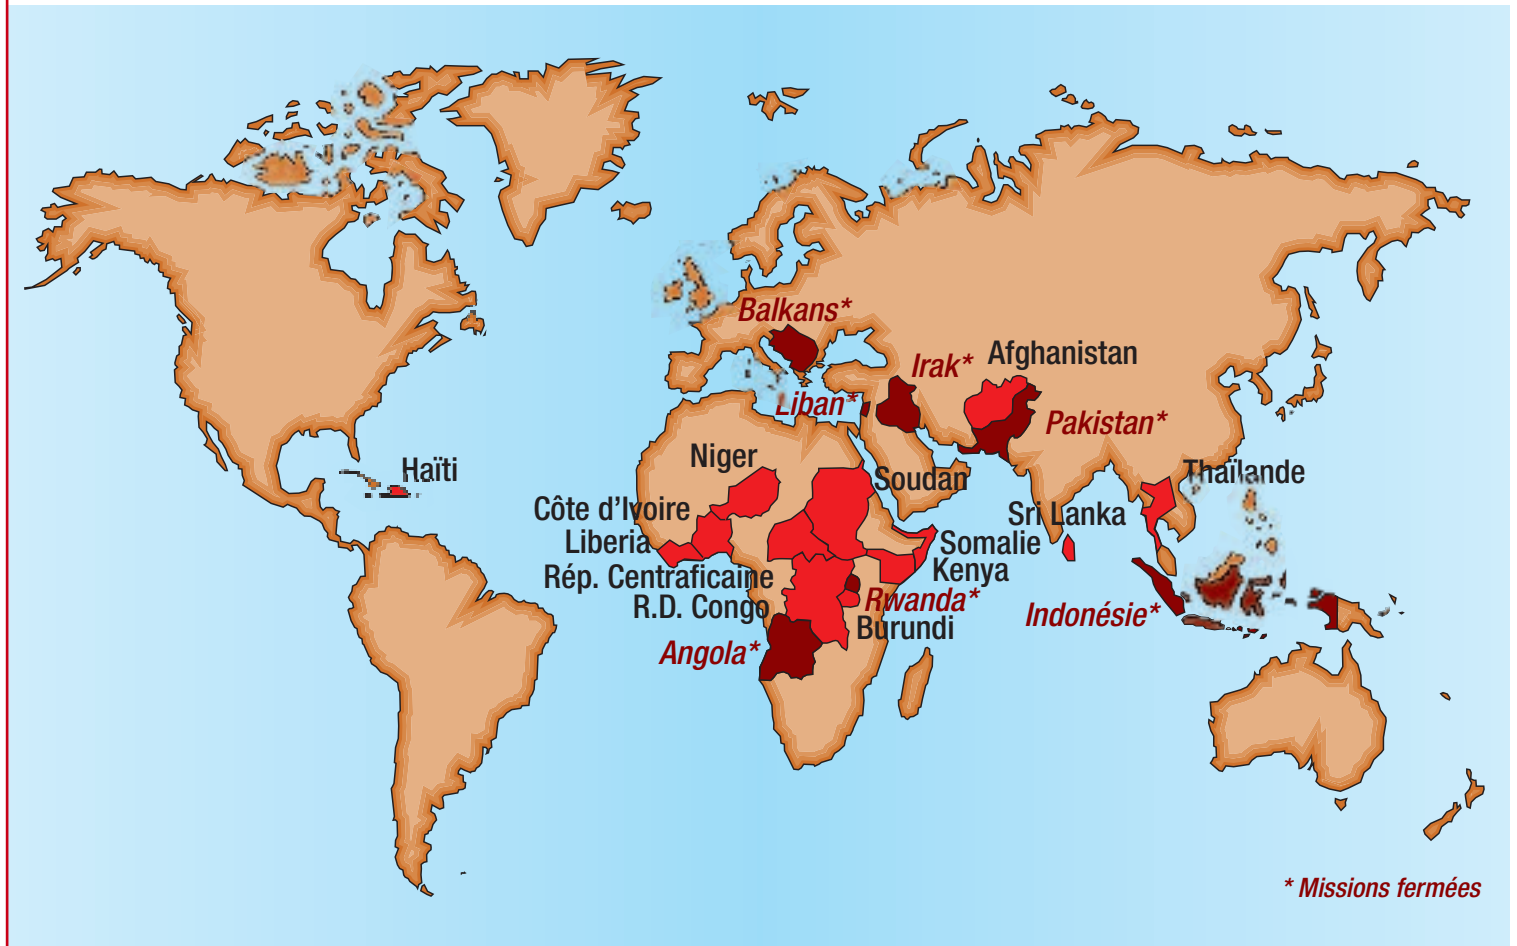 Balkans*
Irak*
Afghanistan
Liban*
Pakistan*
Niger
Haïti
Soudan
Thaïlande
Côte d’Ivoire
Sri Lanka
Liberia
Somalie
Kenya
Rép. Centraficaine
R.D. Congo
Rwanda*
Indonésie*
Burundi
Angola*
* Missions fermées